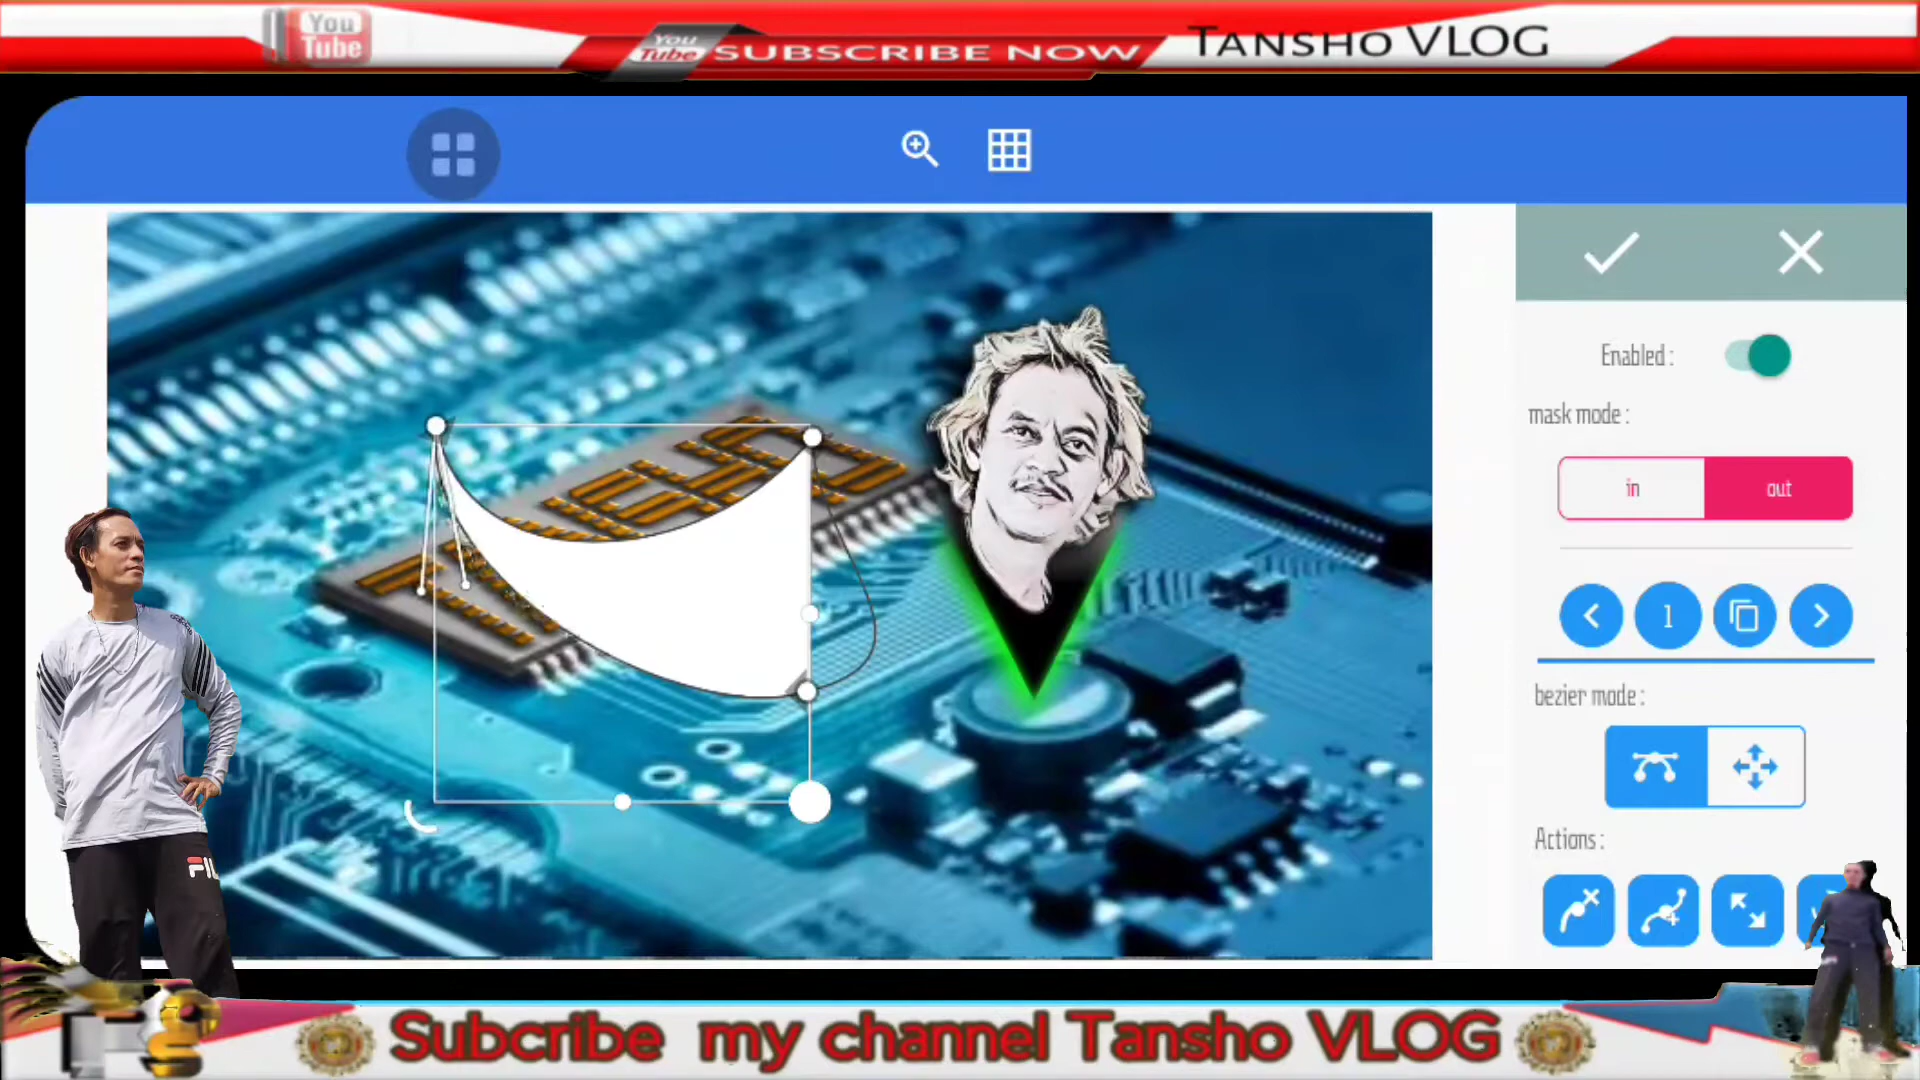 You
Tube
You
Tube
SUBSCRIBE NOW
TANSHO VLOG
Enabled :
mask mode :
in
out
1
bezier mode :
Actions :
Subcribe my channel Tansho VLOG